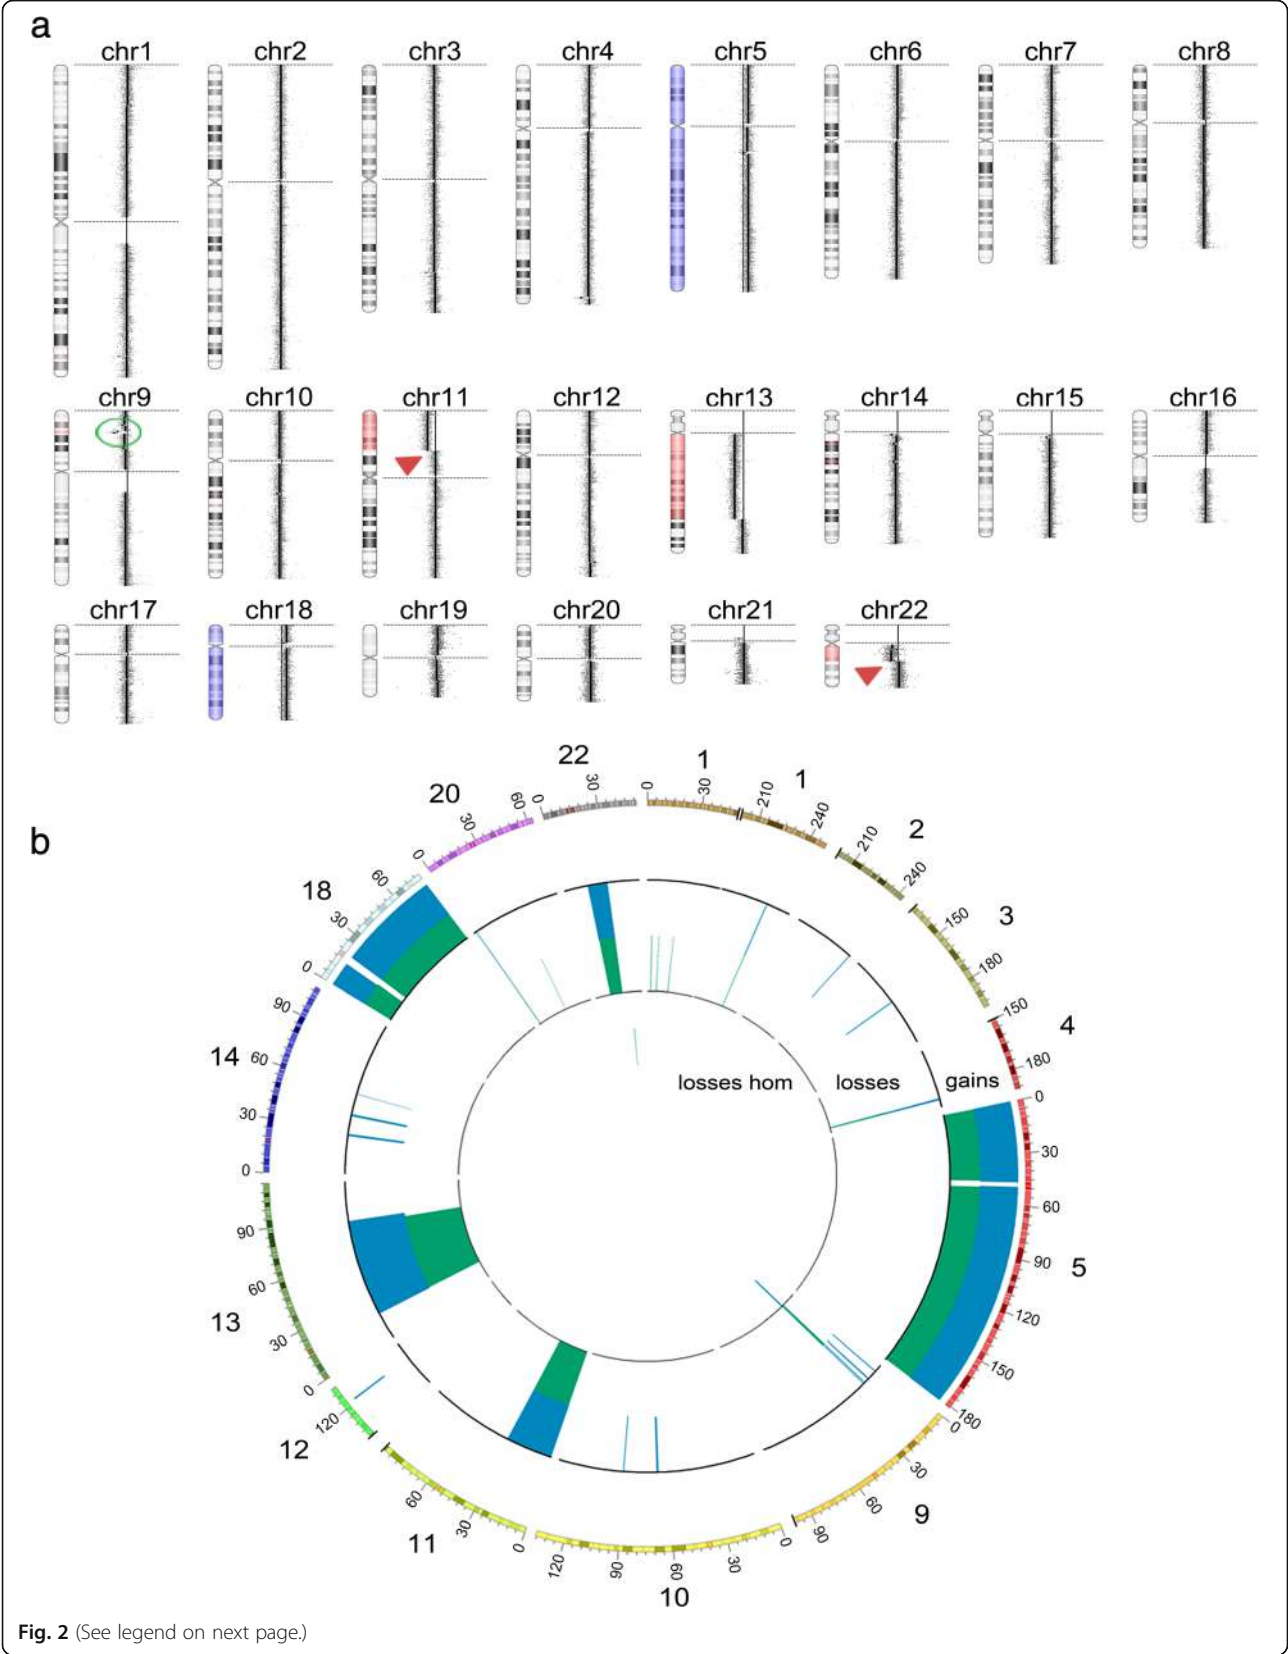 a
chr1 chr2 chr3 chr4 chr5 chr6 chr7 chr8
chr9 chr10 chr11 chr12 chr13 chr14 chr15 chr16
chr17 chr18 chr19 chr20 chr21 chr22
b
22 1 1
20 2
18 3
14 4
13 5
12 9
11 10
0 30 210 240
210 240
150 180
150 180
0 30 60 90 120 150 180
0 30 60 90
0 30 60 90 120
0 30 60
120
0 30 60 90
0 30 60 90
0 30 60
0 30 60
0 30
losses hom losses gains
Fig. 2 (See legend on next page.)